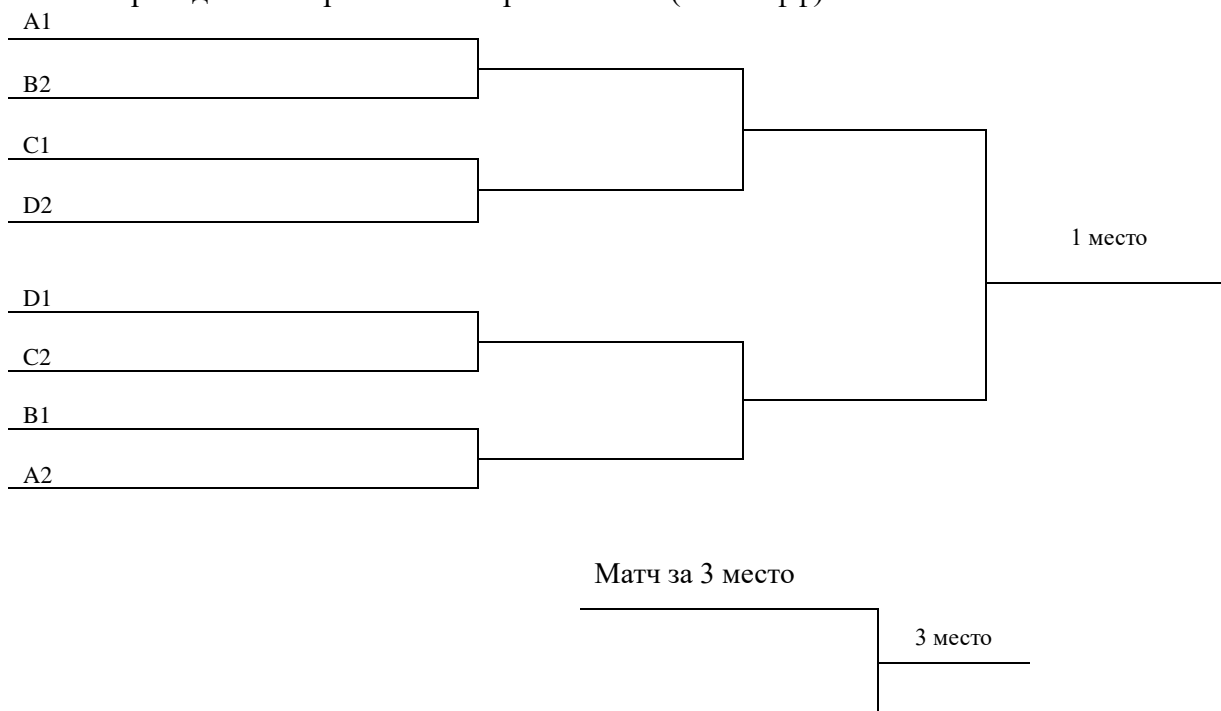 A1
B2
C1
D2
1 место
D1
C2
B1
A2
Матч за 3 место
3 место